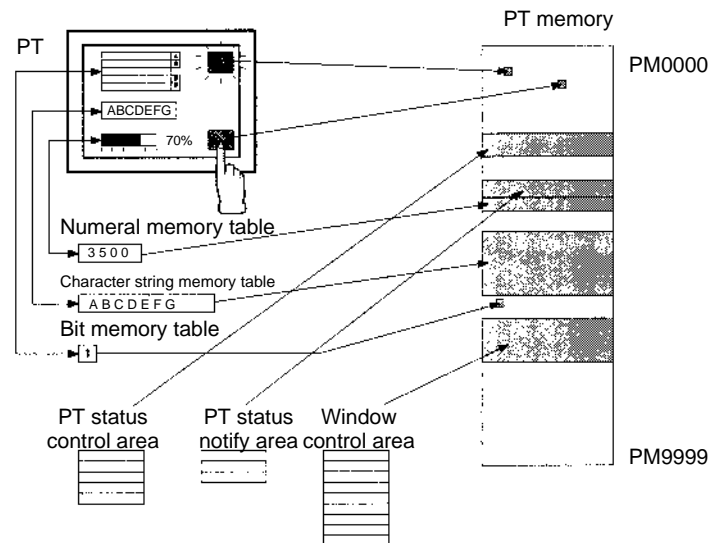 PT memory
PT
PM0000
ABCDEFG
70%
Numeral memory table
3500
Character string memory table
ABCDEFG
Bit memory table
1
PT status
control area
PT status
notify area
Window
control area
PM9999